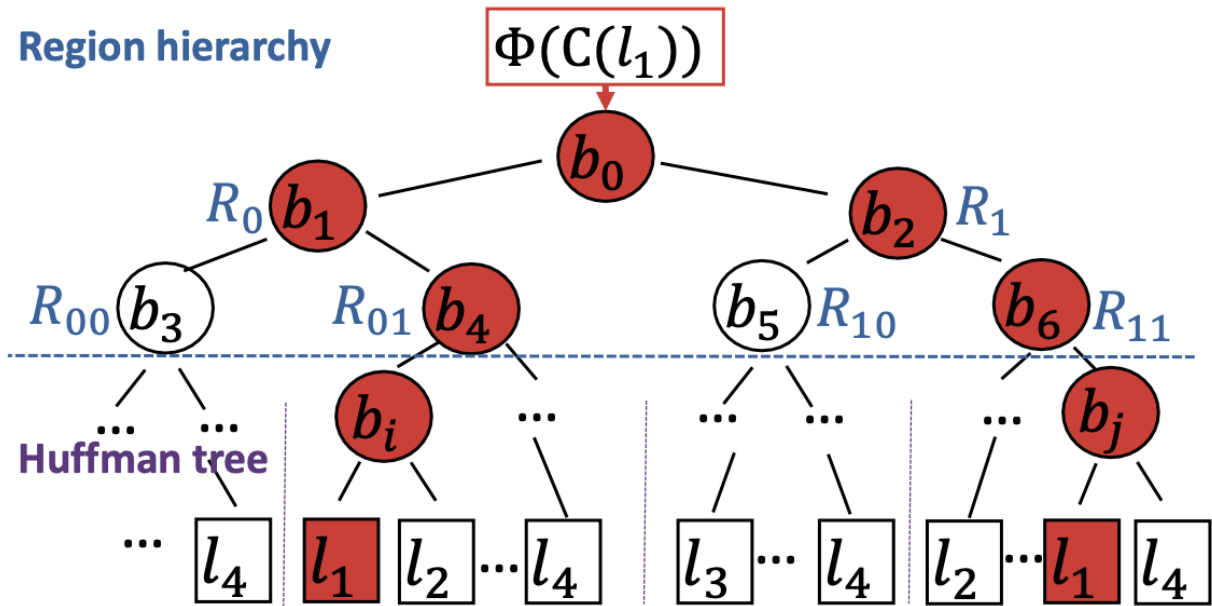 Region hierarchy
Φ(C(l₁))
b₀
R₀ b₁ b₂ R₁
R₀₀ b₃ R₀₁ b₄ b₅ R₁₀ b₆ R₁₁
... ... bᵢ ... ... ... ... bⱼ
Huffman tree
... l₄ l₁ l₂ ... l₄ l₃ ... l₄ l₂ ... l₁ l₄